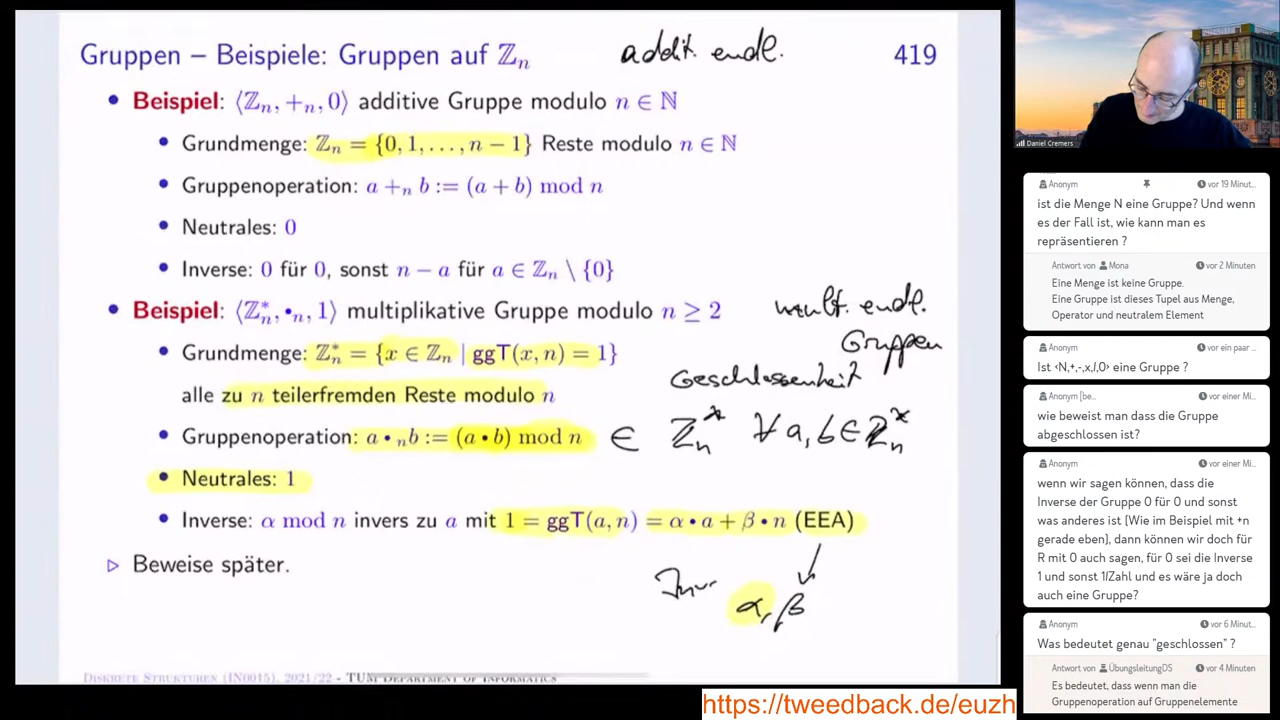 Gruppen – Beispiele: Gruppen auf ℤₙ addit. endl. 419
• Beispiel: ⟨ℤₙ, +ₙ, 0⟩ additive Gruppe modulo n ∈ ℕ
• Grundmenge: ℤₙ = {0, 1, …, n − 1} Reste modulo n ∈ ℕ
• Gruppenoperation: a +ₙ b := (a + b) mod n
• Neutrales: 0
• Inverse: 0 für 0, sonst n − a für a ∈ ℤₙ \ {0}
• Beispiel: ⟨ℤₙ*, •ₙ, 1⟩ multiplikative Gruppe modulo n ≥ 2 mult. endl.
Gruppen
• Grundmenge: ℤₙ* = {x ∈ ℤₙ | ggT(x, n) = 1}
Geschlossenheit
alle zu n teilerfremden Reste modulo n
• Gruppenoperation: a •ₙ b := (a • b) mod n ∈ ℤₙ* ∀ a, b ∈ ℤₙ*
• Neutrales: 1
• Inverse: α mod n invers zu a mit 1 = ggT(a, n) = α • a + β • n (EEA)
▷ Beweise später.
α, β
Diskrete Strukturen (IN0015), 2021/22 - TUM Department of Informatics
Daniel Cremers
Anonym vor 19 Minut...
ist die Menge N eine Gruppe? Und wenn
es der Fall ist, wie kann man es
repräsentieren ?
Antwort von Mona vor 2 Minuten
Eine Menge ist keine Gruppe.
Eine Gruppe ist dieses Tupel aus Menge,
Operator und neutralem Element
Anonym vor ein paar ...
Ist ‹N,+,-,x,/,0› eine Gruppe ?
Anonym [be... vor einer Mi...
wie beweist man dass die Gruppe
abgeschlossen ist?
Anonym vor einer Mi...
wenn wir sagen können, dass die
Inverse der Gruppe 0 für 0 und sonst
was anderes ist [Wie im Beispiel mit +n
gerade eben], dann können wir doch für
R mit 0 auch sagen, für 0 sei die Inverse
1 und sonst 1/Zahl und es wäre ja doch
auch eine Gruppe?
Anonym vor 6 Minut...
Was bedeutet genau "geschlossen" ?
Antwort von ÜbungsleitungDS vor 4 Minuten
Es bedeutet, dass wenn man die
Gruppenoperation auf Gruppenelemente
https://tweedback.de/euzh